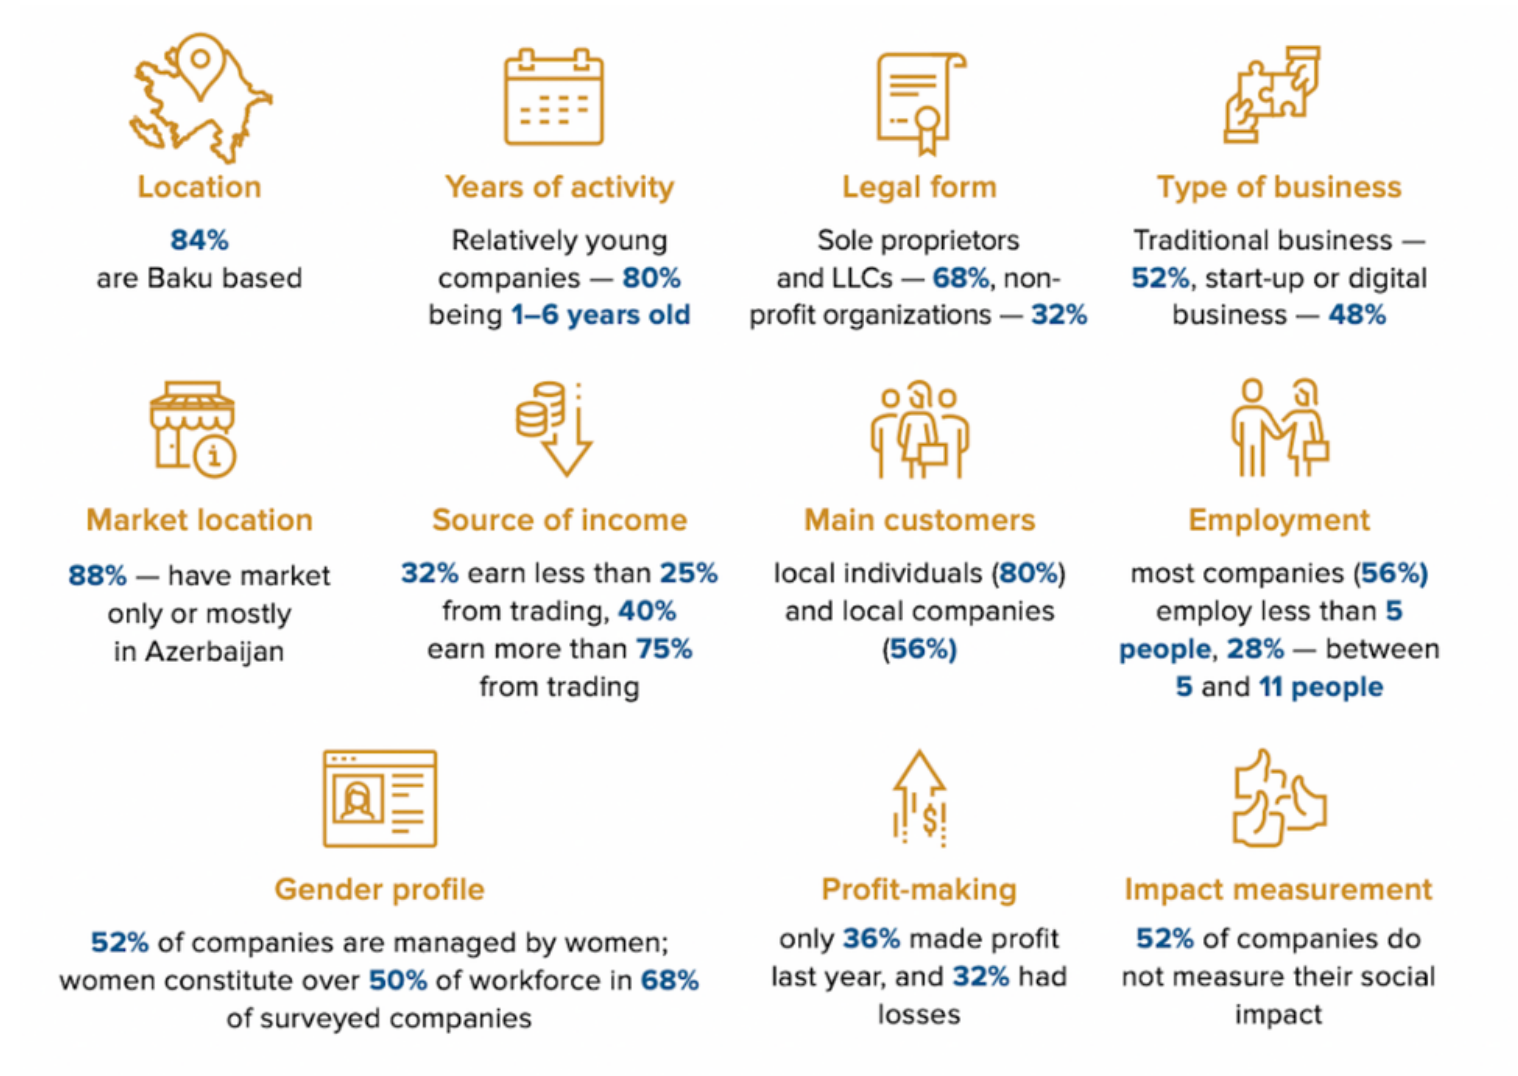 Location
84%
are Baku based
Years of activity
Relatively young
companies — 80%
being 1–6 years old
Legal form
Sole proprietors
and LLCs — 68%, non-
profit organizations — 32%
Type of business
Traditional business —
52%, start-up or digital
business — 48%
Market location
88% — have market
only or mostly
in Azerbaijan
Source of income
32% earn less than 25%
from trading, 40%
earn more than 75%
from trading
Main customers
local individuals (80%)
and local companies
(56%)
Employment
most companies (56%)
employ less than 5
people, 28% — between
5 and 11 people
Gender profile
52% of companies are managed by women;
women constitute over 50% of workforce in 68%
of surveyed companies
Profit-making
only 36% made profit
last year, and 32% had
losses
Impact measurement
52% of companies do
not measure their social
impact